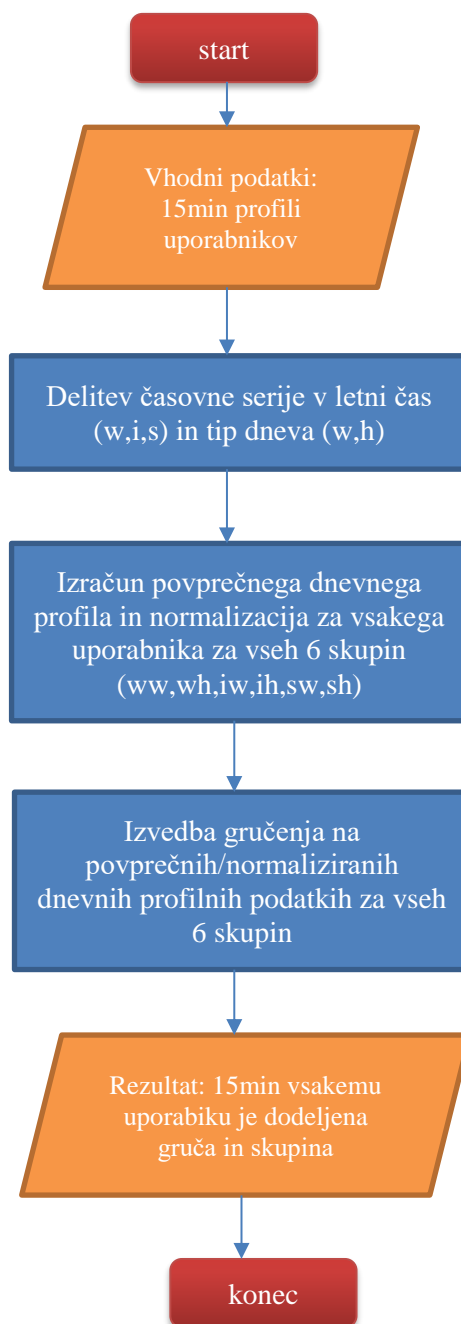 start
Vhodni podatki:
15min profili
uporabnikov
Delitev časovne serije v letni čas
(w,i,s) in tip dneva (w,h)
Izračun povprečnega dnevnega
profila in normalizacija za vsakega
uporabnika za vseh 6 skupin
(ww,wh,iw,ih,sw,sh)
Izvedba gručenja na
povprečnih/normaliziranih
dnevnih profilnih podatkih za vseh
6 skupin
Rezultat: 15min vsakemu
uporabiku je dodeljena
gruča in skupina
konec